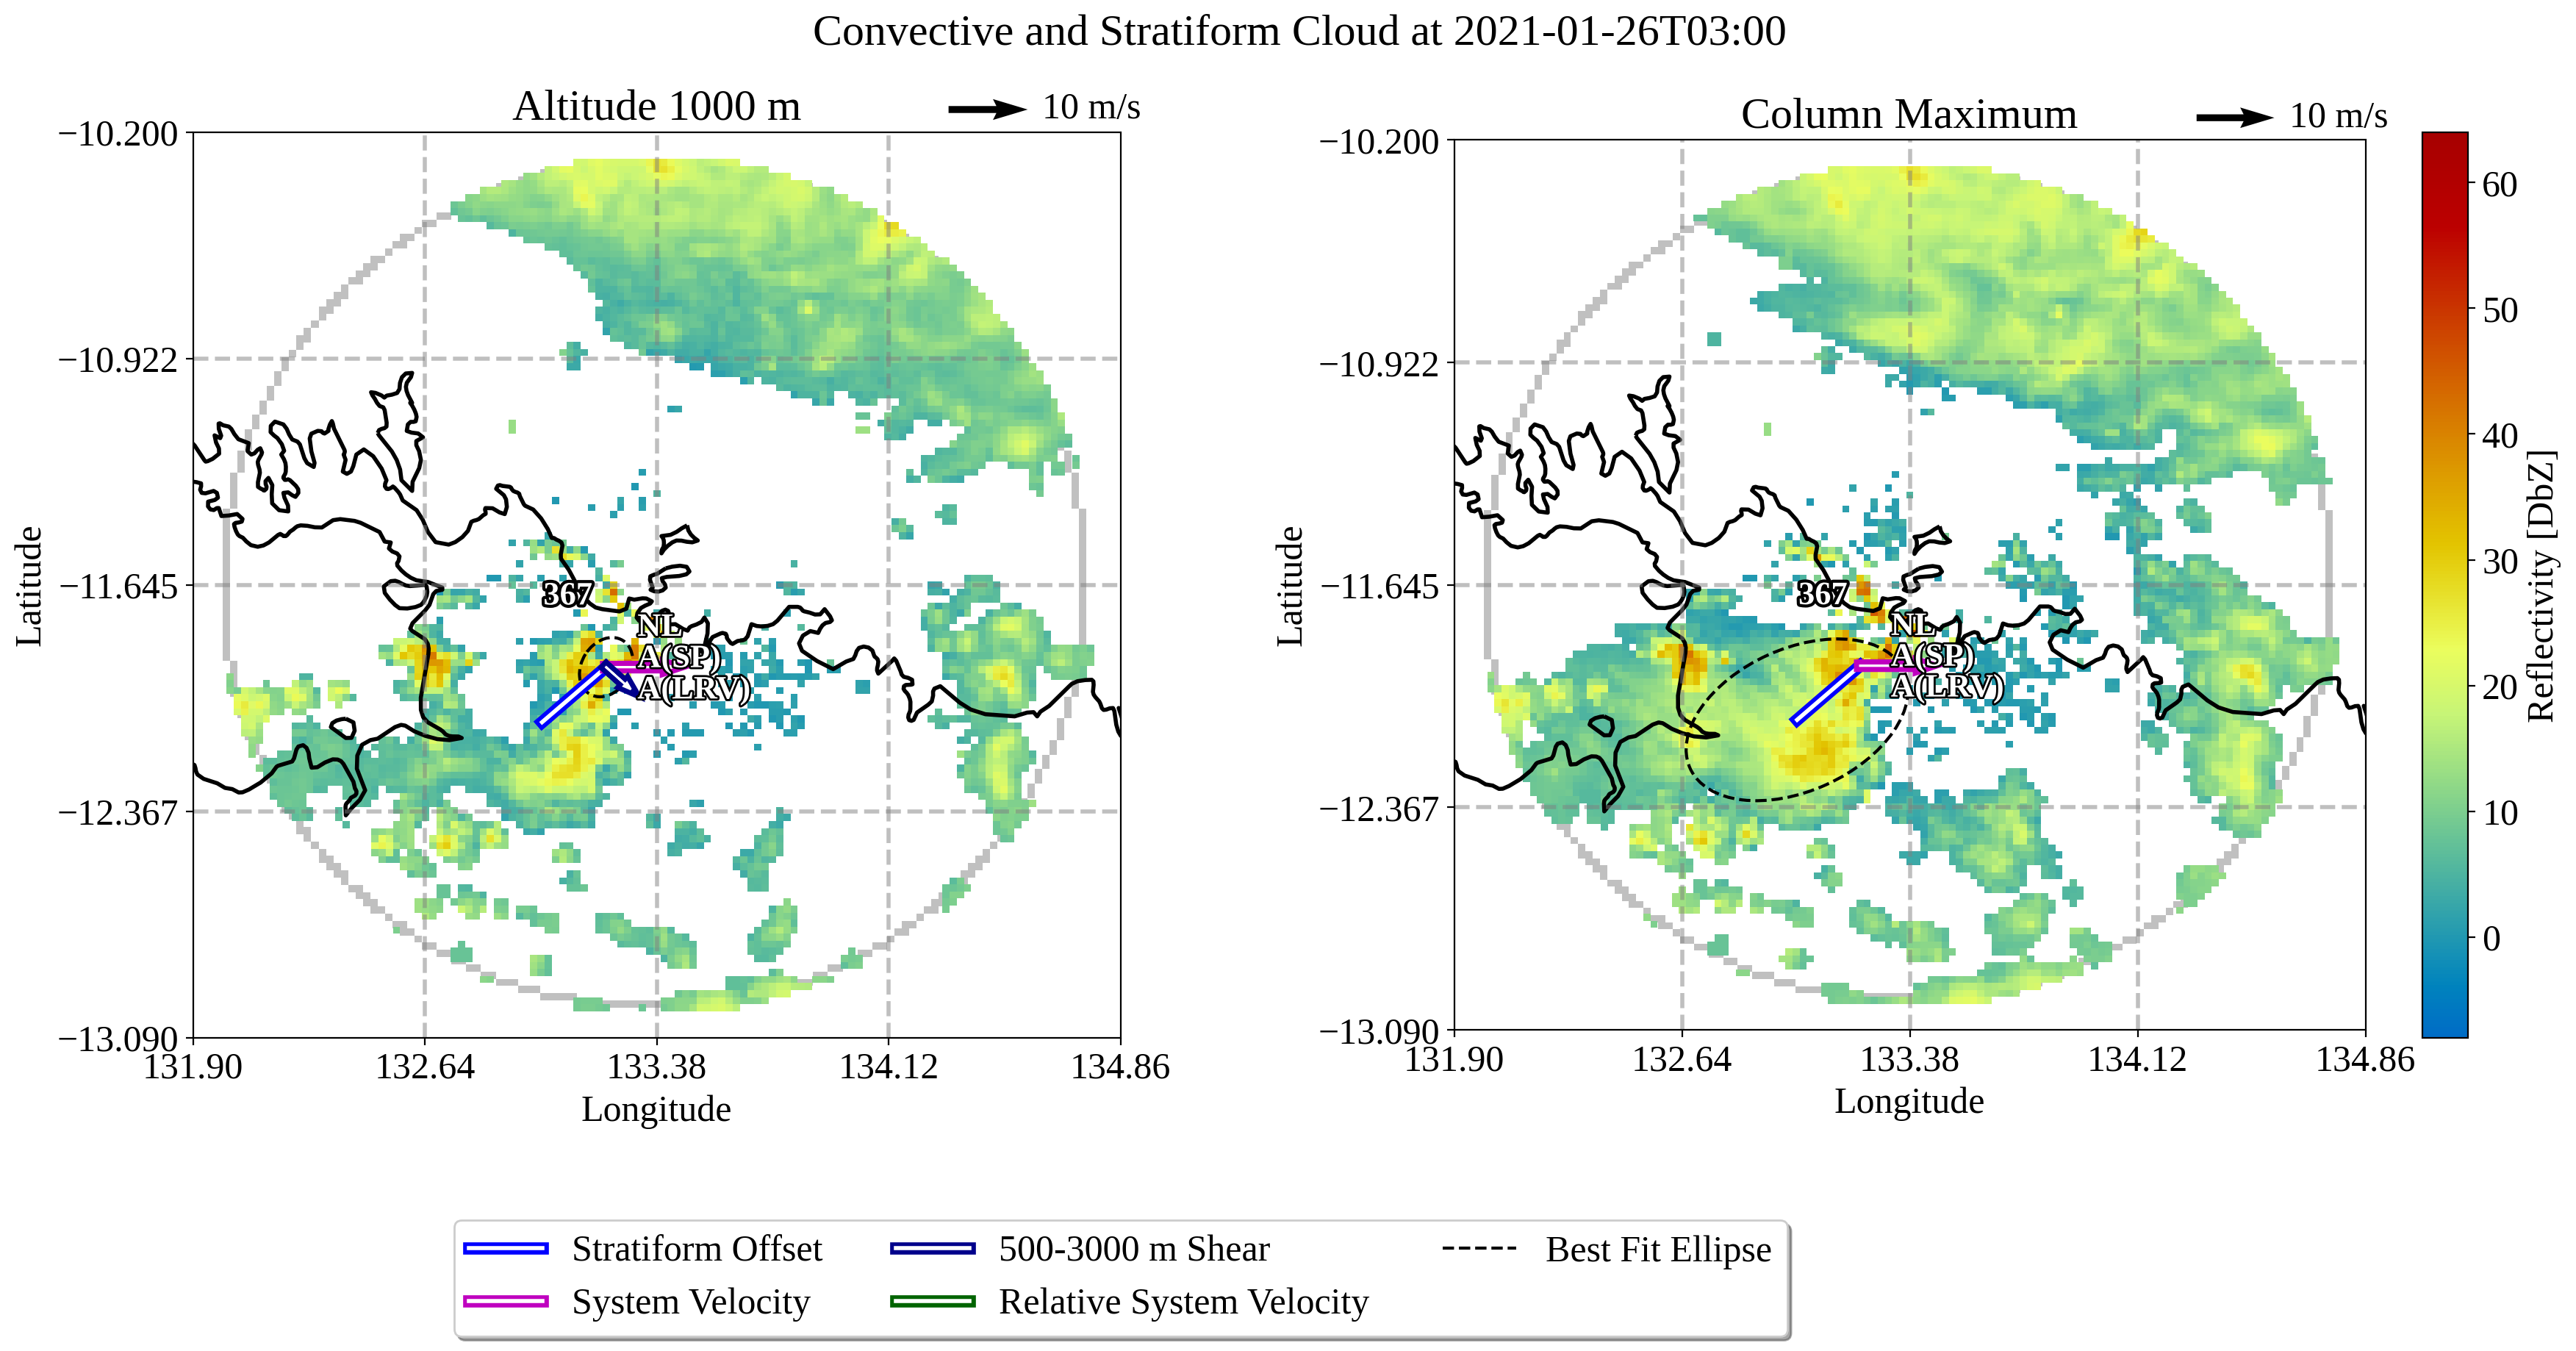 Convective and Stratiform Cloud at 2021-01-26T03:00
Altitude 1000 m
10 m/s
−10.200
−10.922
−11.645
−12.367
−13.090
131.90
132.64
133.38
134.12
134.86
Latitude
Longitude
367
NL
A(SP)
A(LRV)
Column Maximum
10 m/s
−10.200
−10.922
−11.645
−12.367
−13.090
131.90
132.64
133.38
134.12
134.86
Latitude
Longitude
367
NL
A(SP)
A(LRV)
60
50
40
30
20
10
0
Reflectivity [DbZ]
Stratiform Offset
System Velocity
500-3000 m Shear
Relative System Velocity
Best Fit Ellipse